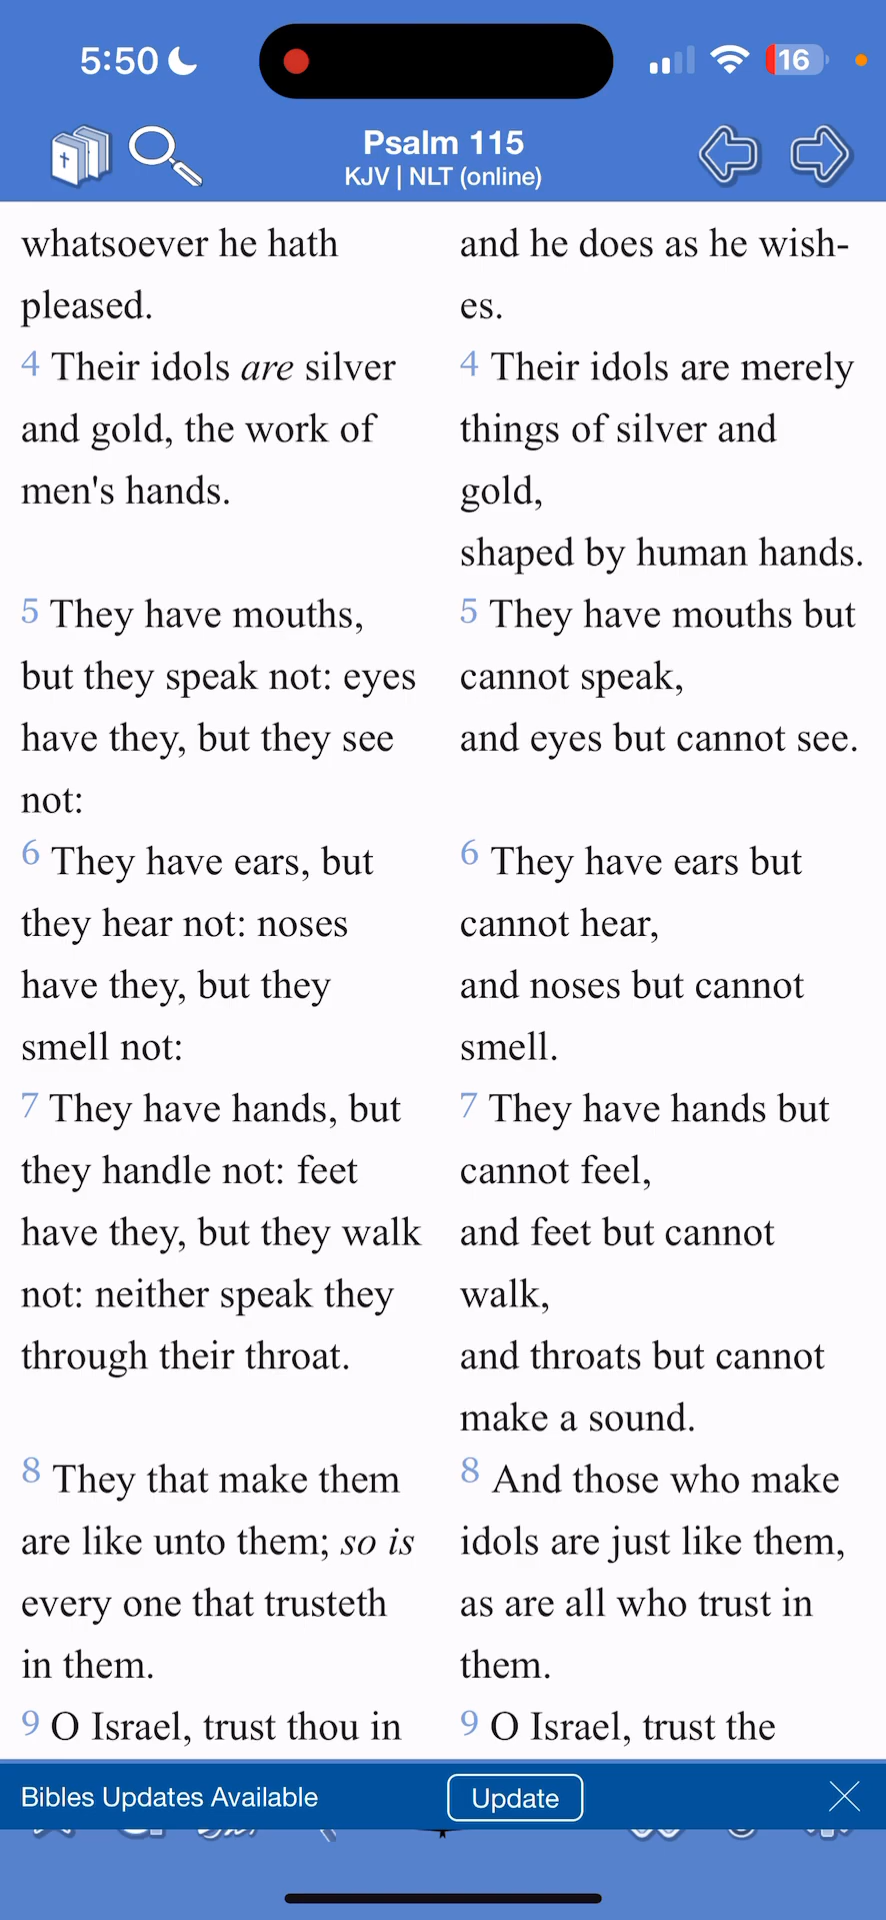 5:50
16
Psalm 115
KJV | NLT (online)
whatsoever he hath
pleased.
4 Their idols are silver
and gold, the work of
men's hands.
5 They have mouths,
but they speak not: eyes
have they, but they see
not:
6 They have ears, but
they hear not: noses
have they, but they
smell not:
7 They have hands, but
they handle not: feet
have they, but they walk
not: neither speak they
through their throat.
8 They that make them
are like unto them; so is
every one that trusteth
in them.
9 O Israel, trust thou in
and he does as he wish-
es.
4 Their idols are merely
things of silver and
gold,
shaped by human hands.
5 They have mouths but
cannot speak,
and eyes but cannot see.
6 They have ears but
cannot hear,
and noses but cannot
smell.
7 They have hands but
cannot feel,
and feet but cannot
walk,
and throats but cannot
make a sound.
8 And those who make
idols are just like them,
as are all who trust in
them.
9 O Israel, trust the
Bibles Updates Available
Update